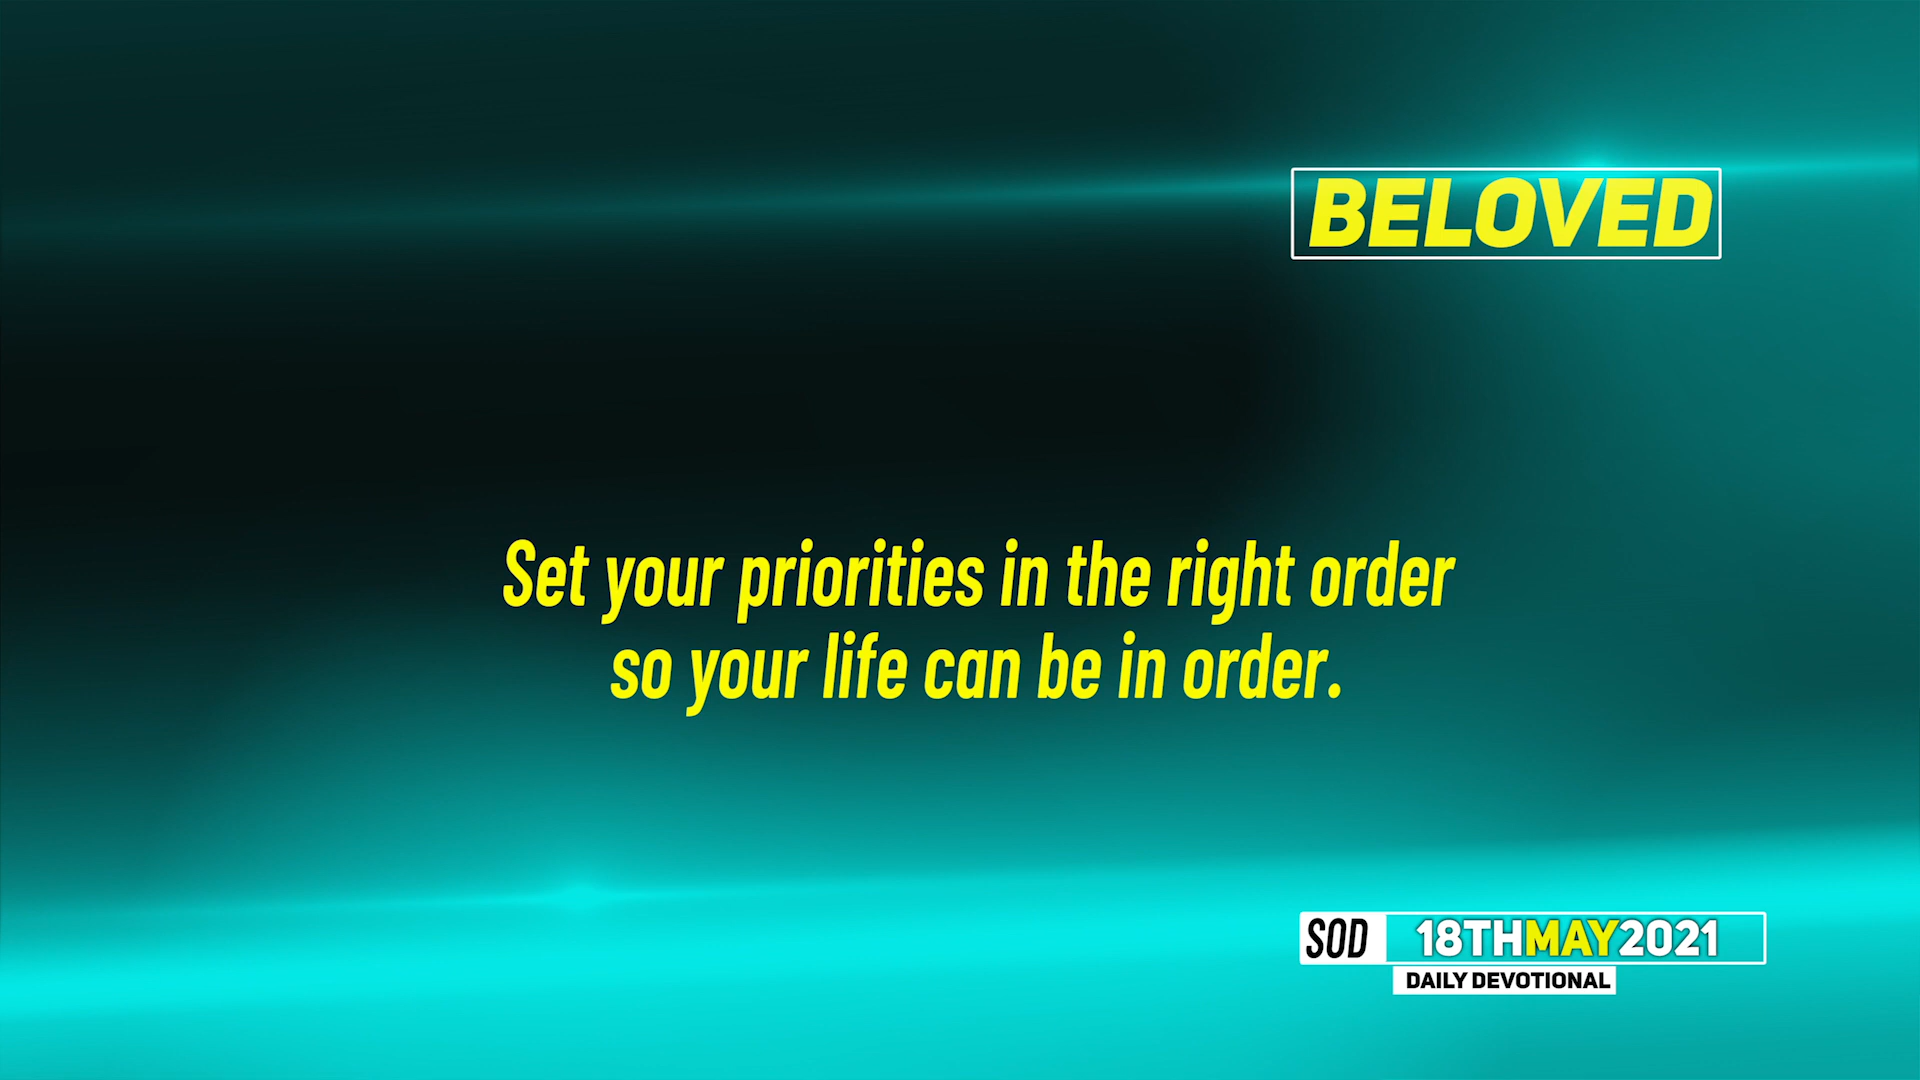 BELOVED
Set your priorities in the right order
so your life can be in order.
SOD 18THMAY2021
DAILY DEVOTIONAL